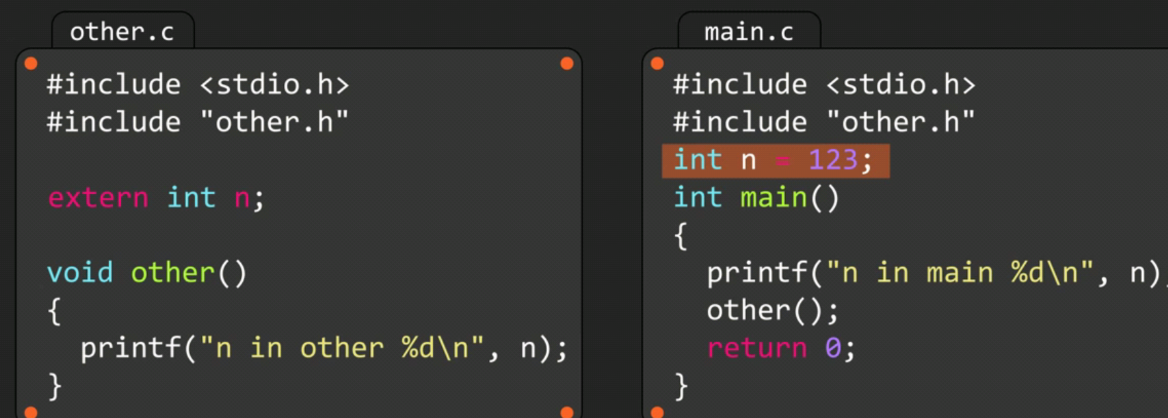 other.c
#include <stdio.h>
#include "other.h"
extern int n;
void other()
{
printf("n in other %d\n", n);
}
main.c
#include <stdio.h>
#include "other.h"
int n = 123;
int main()
{
printf("n in main %d\n", n);
other();
return 0;
}